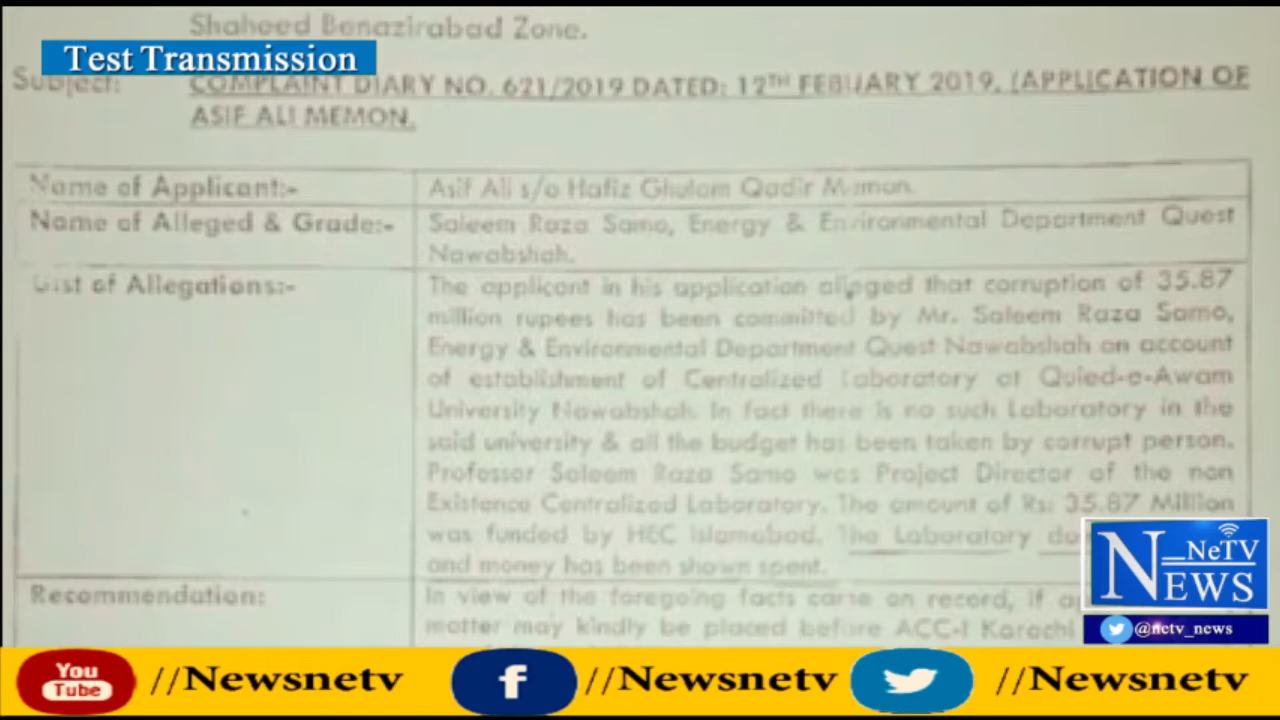 Shaheed Benazirabad Zone.
Test Transmission
Subject: COMPLAINT DIARY NO. 621/2019 DATED: 12TH FEBUARY 2019, (APPLICATION OF
ASIF ALI MEMON.
Name of Applicant:- Asif Ali s/o Hafiz Ghulam Qadir Memon.
Name of Alleged & Grade:- Saleem Raza Samo, Energy & Environmental Department Quest
Nawabshah.
List of Allegations:- The applicant in his application alleged that corruption of 35.87
million rupees has been committed by Mr. Saleem Raza Samo,
Energy & Environmental Department Quest Nawabshah on account
of establishment of Centralized Laboratory at Quied-e-Awam
University Nawabshah. In fact there is no such Laboratory in the
said university & all the budget has been taken by corrupt person.
Professor Saleem Raza Samo was Project Director of the non
Existence Centralized Laboratory. The amount of Rs: 35.87 Million
was funded by HEC Islamabad. The Laboratory
and money has been shown spent.
Recommendation: In view of the foregoing facts came on record, if
matter may kindly be placed before ACC-I Karachi
N NeTV
NEWS
@netv_news
You Tube //Newsnetv f //Newsnetv //Newsnetv